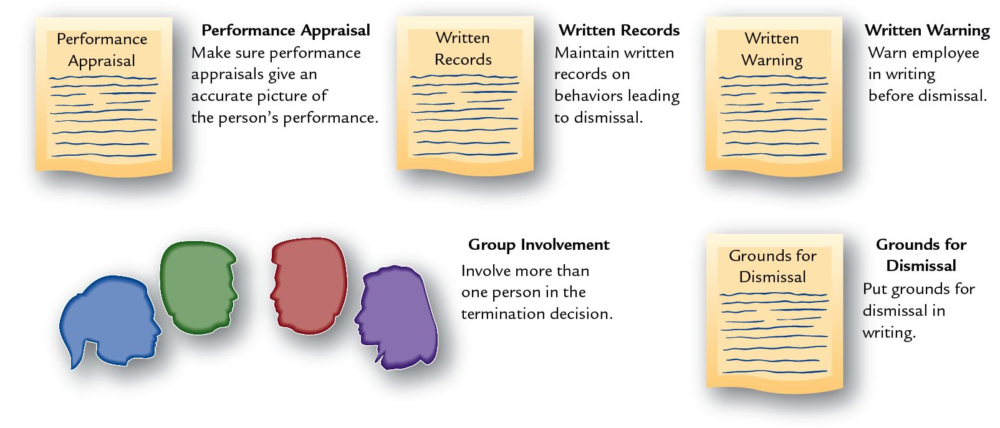 Performance
Appraisal
Performance Appraisal
Make sure performance
appraisals give an
accurate picture of
the person’s performance.
Written
Records
Written Records
Maintain written
records on
behaviors leading
to dismissal.
Written
Warning
Written Warning
Warn employee
in writing
before dismissal.
Group Involvement
Involve more than
one person in the
termination decision.
Grounds for
Dismissal
Grounds for
Dismissal
Put grounds for
dismissal in
writing.